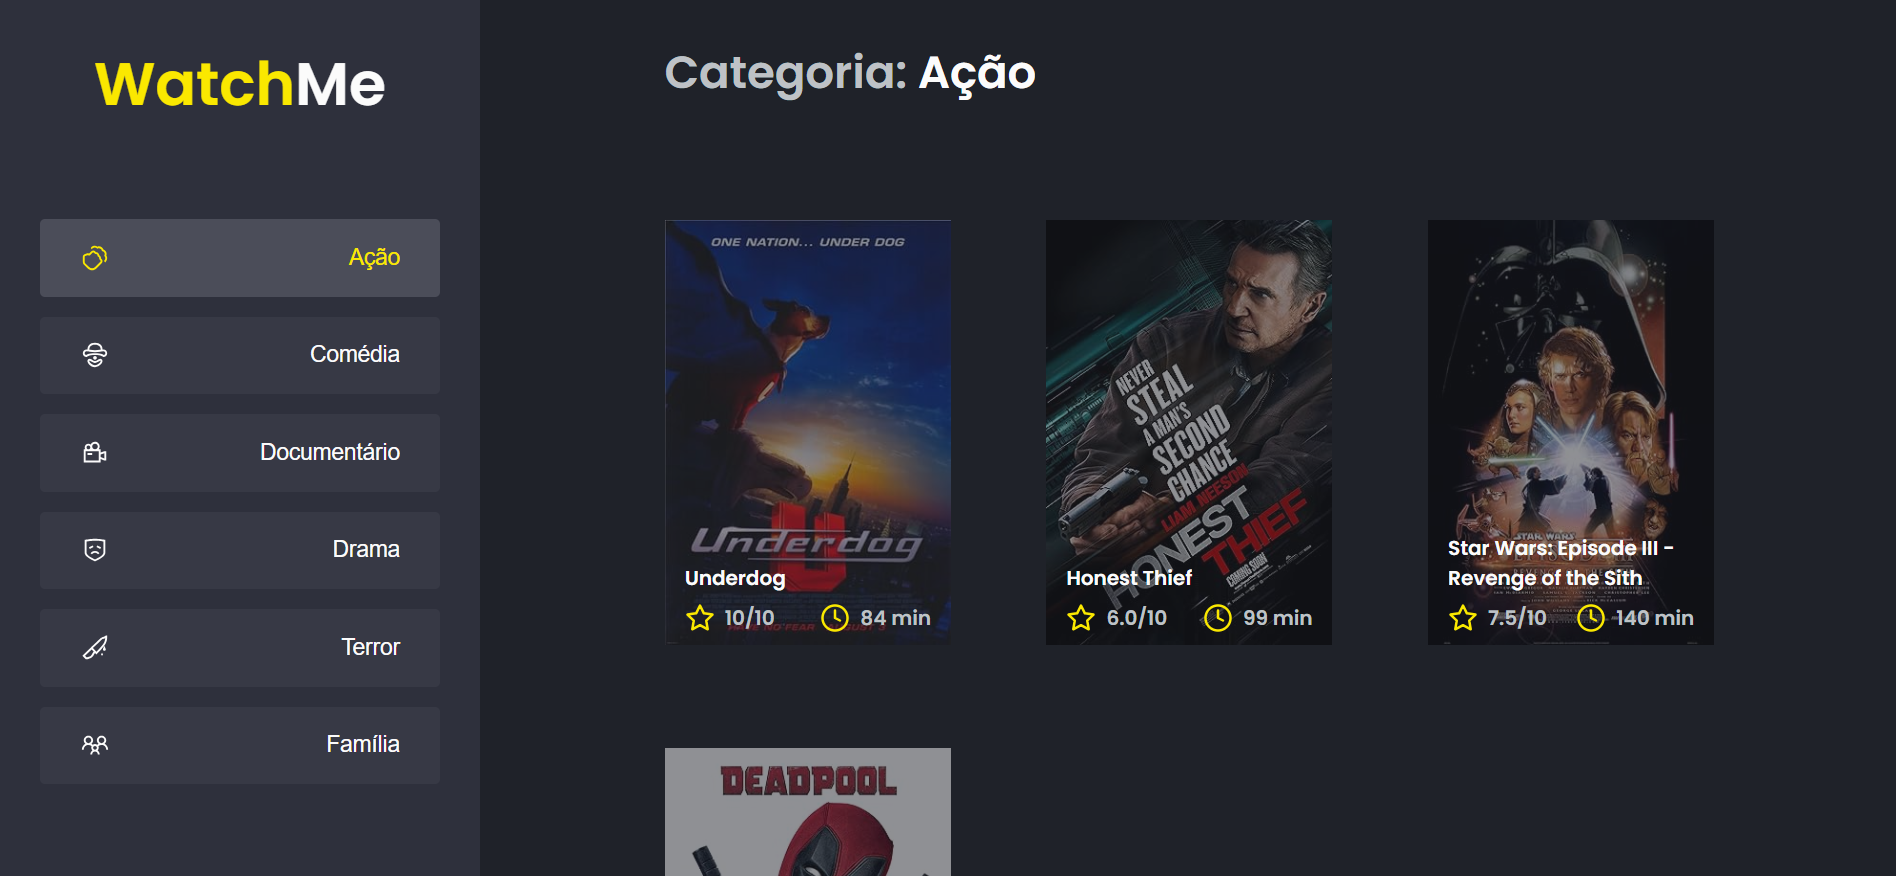 WatchMe
Ação
Comédia
Documentário
Drama
Terror
Família
Categoria: Ação
ONE NATION... UNDER DOG
Underdog
Underdog
10/10
84 min
NEVER
STEAL
A MAN'S
SECOND
CHANCE
LIAM NEESON
HONEST
THIEF
COMING SOON
Honest Thief
6.0/10
99 min
STAR WARS
Star Wars: Episode III -
Revenge of the Sith
7.5/10
140 min
DEADPOOL